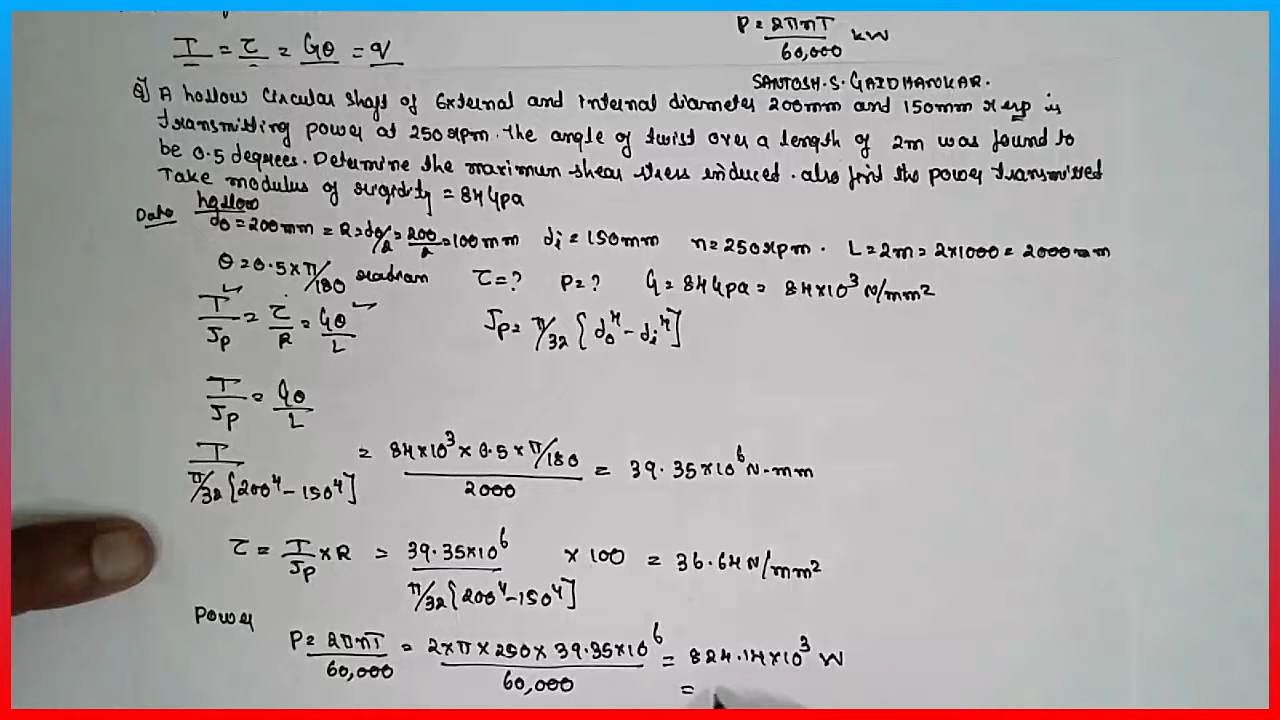 P = 2πnT / 60,000 kW
T = τ = Gθ = q
SANTOSH.S. GAIDHANKAR.
Q) A hollow Circular shaft of External and internal diameter 200mm and 150mm resp is
transmitting power at 250 rpm. The angle of twist over a length of 2m was found to
be 0.5 degrees. Determine the maximum shear stress induced. also find the power transmitted
Take modulus of rigidity = 84 Gpa
Data hollow
do = 200mm = R = do/2 = 200/2 = 100mm di = 150mm n = 250 rpm. L = 2m = 2×1000 = 2000mm
θ = 0.5×π/180 radian τ = ? P = ? G = 84 Gpa = 84×10³ N/mm²
T/Jp = τ/R = Gθ/L Jp = π/32 [do⁴ - di⁴]
T/Jp = Gθ/L
T / π/32 [200⁴ - 150⁴] = 84×10³ × 0.5 × π/180 / 2000 = 39.35×10⁶ N-mm
τ = T/Jp × R = 39.35×10⁶ / π/32 [200⁴ - 150⁴] × 100 = 36.64 N/mm²
Power
P = 2πnT / 60,000 = 2×π×250× 39.35×10⁶ / 60,000 = 824.14×10³ W
=